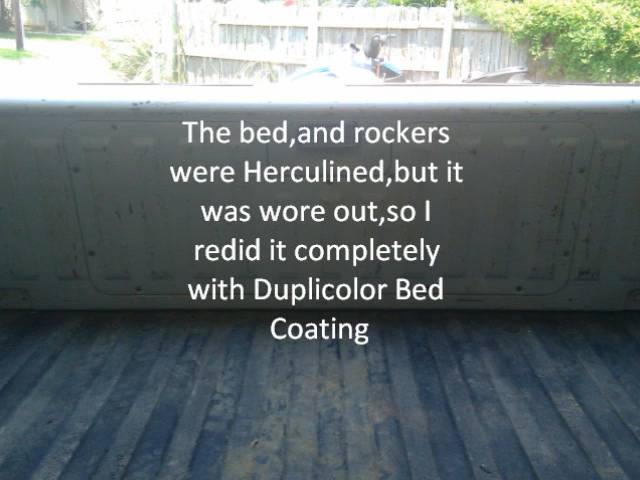 The bed,and rockers
were Herculined,but it
was wore out,so I
redid it completely
with Duplicolor Bed
Coating